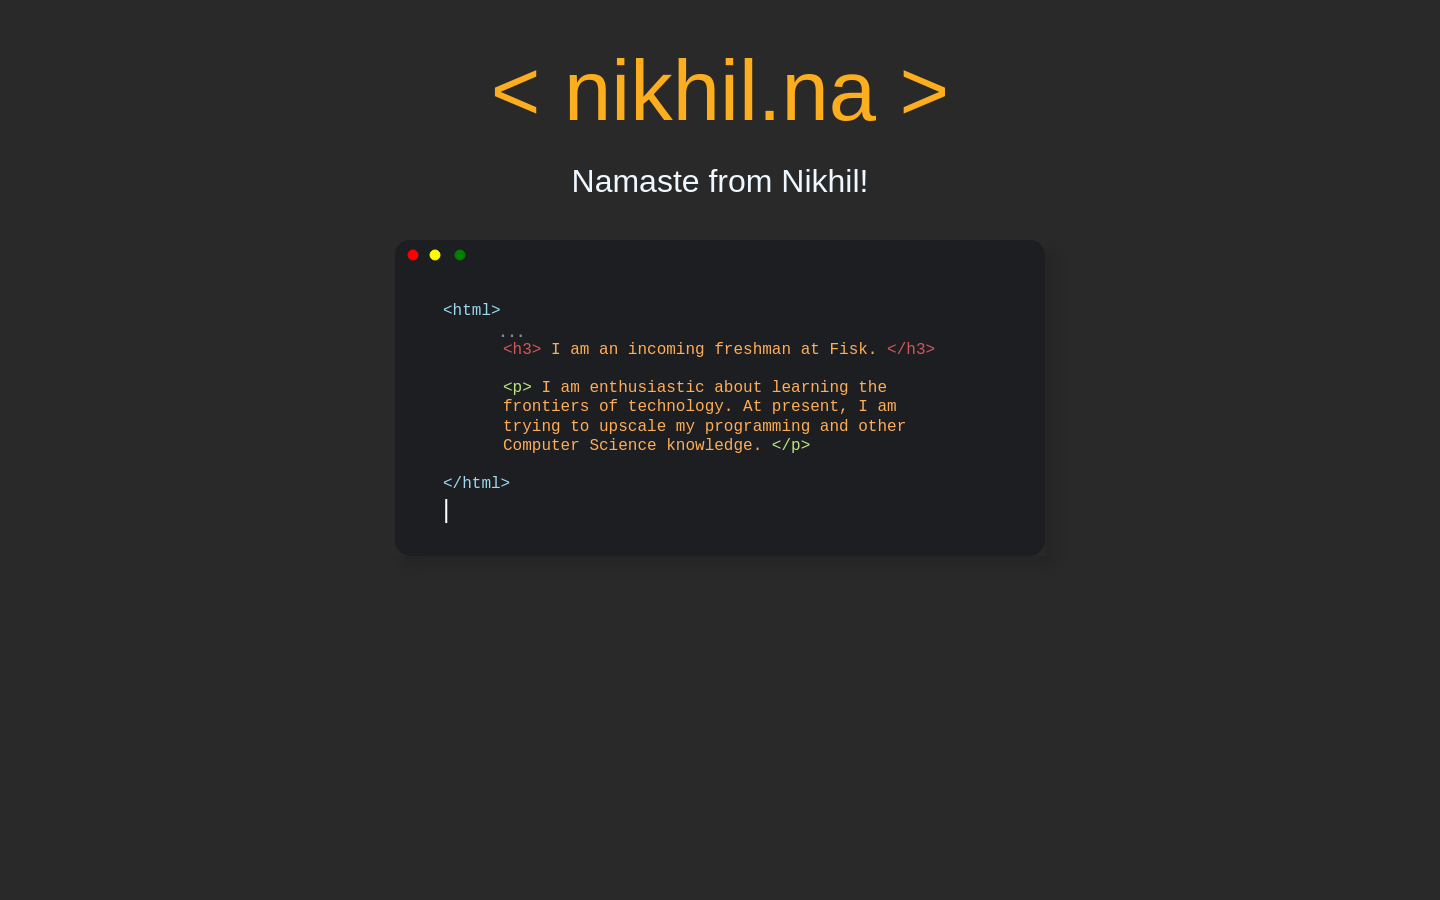 < nikhil.na >
Namaste from Nikhil!
<html>
...
<h3> I am an incoming freshman at Fisk. </h3>
<p> I am enthusiastic about learning the
frontiers of technology. At present, I am
trying to upscale my programming and other
Computer Science knowledge. </p>
</html>